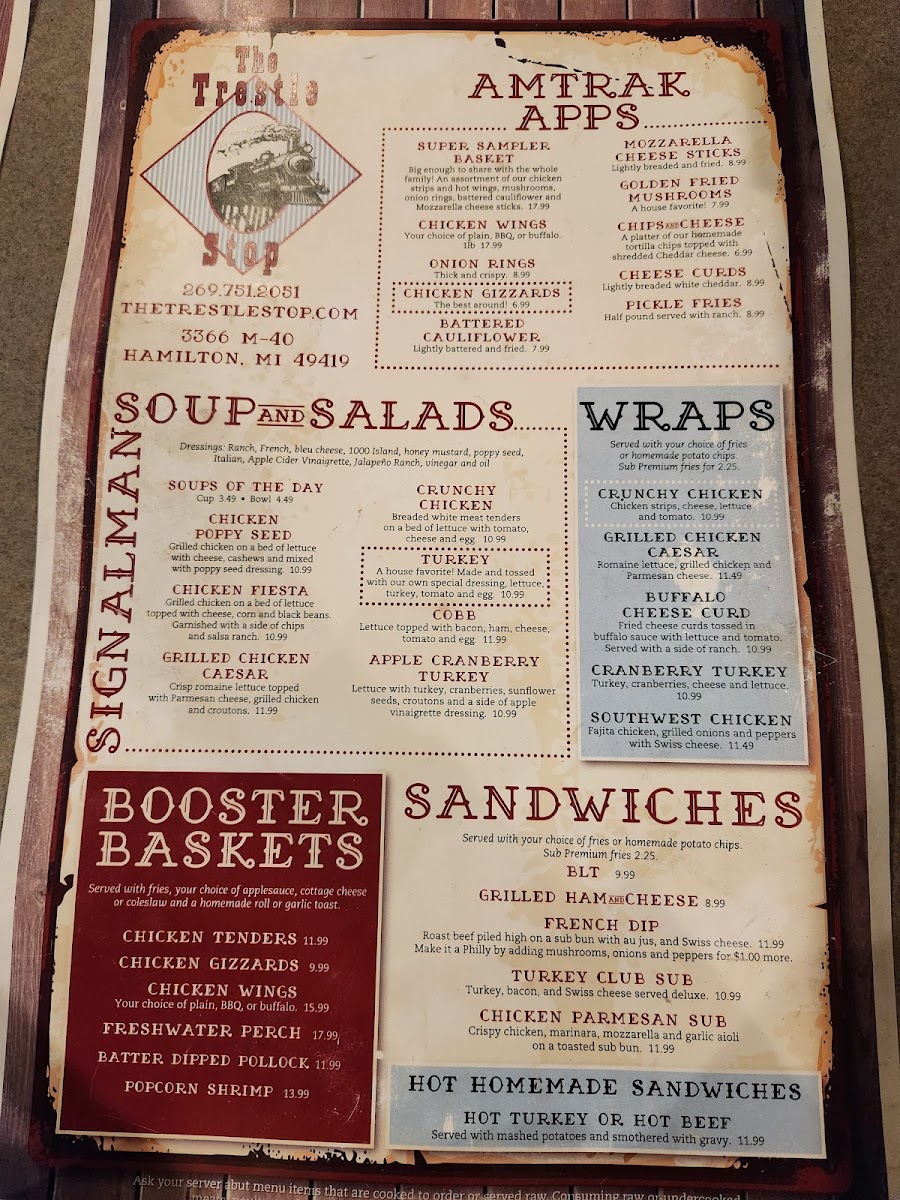 The
Trestle
Stop
269.751.2051
THETRESTLESTOP.COM
3366 M-40
HAMILTON, MI 49419
AMTRAK
APPS
SUPER SAMPLER
BASKET
Big enough to share with the whole
family! An assortment of our chicken
strips and hot wings, mushrooms,
onion rings, battered cauliflower and
Mozzarella cheese sticks. 17.99
CHICKEN WINGS
Your choice of plain, BBQ, or buffalo.
1lb 17.99
ONION RINGS
Thick and crispy. 8.99
CHICKEN GIZZARDS
The best around! 6.99
BATTERED
CAULIFLOWER
Lightly battered and fried. 7.99
MOZZARELLA
CHEESE STICKS
Lightly breaded and fried. 8.99
GOLDEN FRIED
MUSHROOMS
A house favorite! 7.99
CHIPS AND CHEESE
A platter of our homemade
tortilla chips topped with
shredded Cheddar cheese. 6.99
CHEESE CURDS
Lightly breaded white cheddar. 8.99
PICKLE FRIES
Half pound served with ranch. 8.99
SIGNALMAN
SOUP AND SALADS
Dressings: Ranch, French, bleu cheese, 1000 Island, honey mustard, poppy seed,
Italian, Apple Cider Vinaigrette, Jalapeño Ranch, vinegar and oil
SOUPS OF THE DAY
Cup 3.49 • Bowl 4.49
CHICKEN
POPPY SEED
Grilled chicken on a bed of lettuce
with cheese, cashews and mixed
with poppy seed dressing. 10.99
CHICKEN FIESTA
Grilled chicken on a bed of lettuce
topped with cheese, corn and black beans.
Garnished with a side of chips
and salsa ranch. 10.99
GRILLED CHICKEN
CAESAR
Crisp romaine lettuce topped
with Parmesan cheese, grilled chicken
and croutons. 11.99
CRUNCHY
CHICKEN
Breaded white meat tenders
on a bed of lettuce with tomato,
cheese and egg. 10.99
TURKEY
A house favorite! Made and tossed
with our own special dressing, lettuce,
turkey, tomato and egg. 10.99
COBB
Lettuce topped with bacon, ham, cheese,
tomato and egg. 11.99
APPLE CRANBERRY
TURKEY
Lettuce with turkey, cranberries, sunflower
seeds, croutons and a side of apple
vinaigrette dressing. 10.99
WRAPS
Served with your choice of fries
or homemade potato chips.
Sub Premium fries for 2.25.
CRUNCHY CHICKEN
Chicken strips, cheese, lettuce
and tomato. 10.99
GRILLED CHICKEN
CAESAR
Romaine lettuce, grilled chicken and
Parmesan cheese. 11.49
BUFFALO
CHEESE CURD
Fried cheese curds tossed in
buffalo sauce with lettuce and tomato.
Served with a side of ranch. 10.99
CRANBERRY TURKEY
Turkey, cranberries, cheese and lettuce.
10.99
SOUTHWEST CHICKEN
Fajita chicken, grilled onions and peppers
with Swiss cheese. 11.49
BOOSTER
BASKETS
Served with fries, your choice of applesauce, cottage cheese
or coleslaw and a homemade roll or garlic toast.
CHICKEN TENDERS 11.99
CHICKEN GIZZARDS 9.99
CHICKEN WINGS
Your choice of plain, BBQ, or buffalo. 15.99
FRESHWATER PERCH 17.99
BATTER DIPPED POLLOCK 11.99
POPCORN SHRIMP 13.99
SANDWICHES
Served with your choice of fries or homemade potato chips.
Sub Premium fries 2.25.
BLT 9.99
GRILLED HAM AND CHEESE 8.99
FRENCH DIP
Roast beef piled high on a sub bun with au jus, and Swiss cheese. 11.99
Make it a Philly by adding mushrooms, onions and peppers for $1.00 more.
TURKEY CLUB SUB
Turkey, bacon, and Swiss cheese served deluxe. 10.99
CHICKEN PARMESAN SUB
Crispy chicken, marinara, mozzarella and garlic aioli
on a toasted sub bun. 11.99
HOT HOMEMADE SANDWICHES
HOT TURKEY OR HOT BEEF
Served with mashed potatoes and smothered with gravy. 11.99
Ask your server abut menu items that are cooked to order or served raw. Consuming raw or undercooked